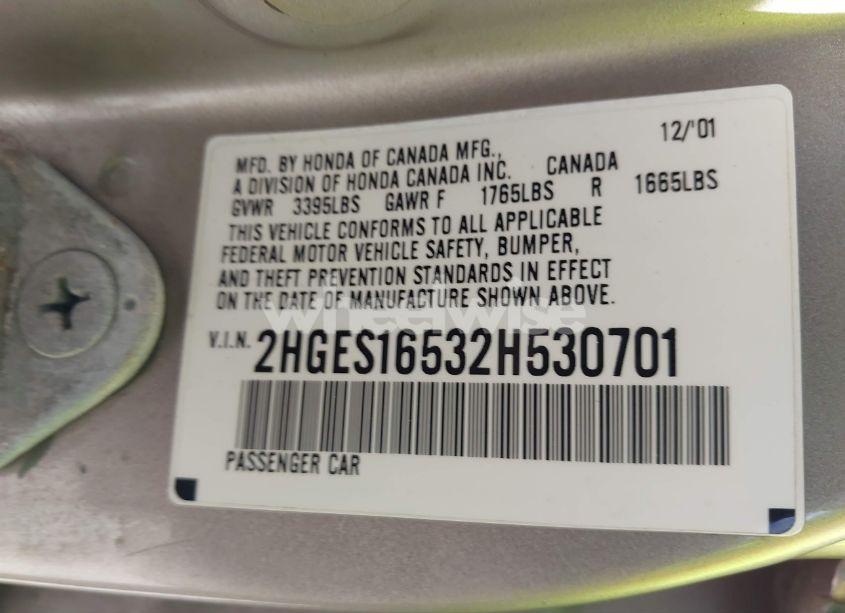 12/'01
MFD. BY HONDA OF CANADA MFG.,
A DIVISION OF HONDA CANADA INC. CANADA
GVWR 3395LBS GAWR F 1765LBS R 1665LBS
THIS VEHICLE CONFORMS TO ALL APPLICABLE
FEDERAL MOTOR VEHICLE SAFETY, BUMPER,
AND THEFT PREVENTION STANDARDS IN EFFECT
ON THE DATE OF MANUFACTURE SHOWN ABOVE.
wheelwise
V.I.N. 2HGES16532H530701
PASSENGER CAR